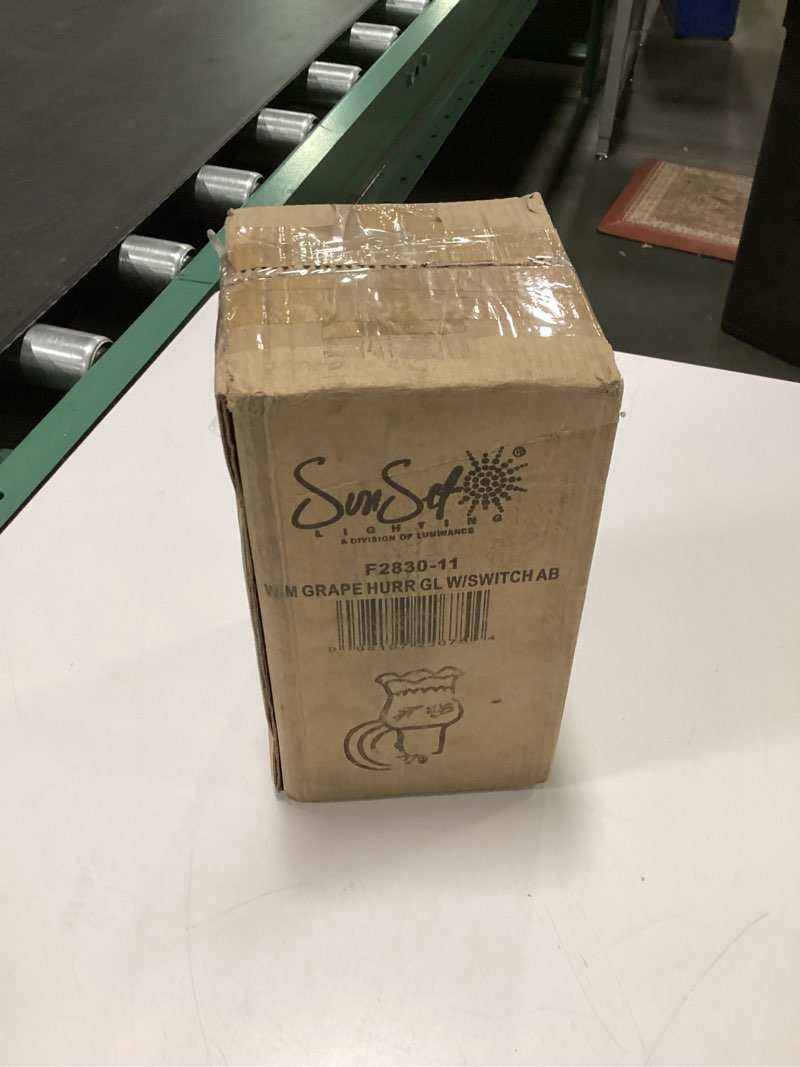 SunSet ®
LIGHTING
A DIVISION OF LUMINANCE
F2830-11
W/M GRAPE HURR GL W/SWITCH AB